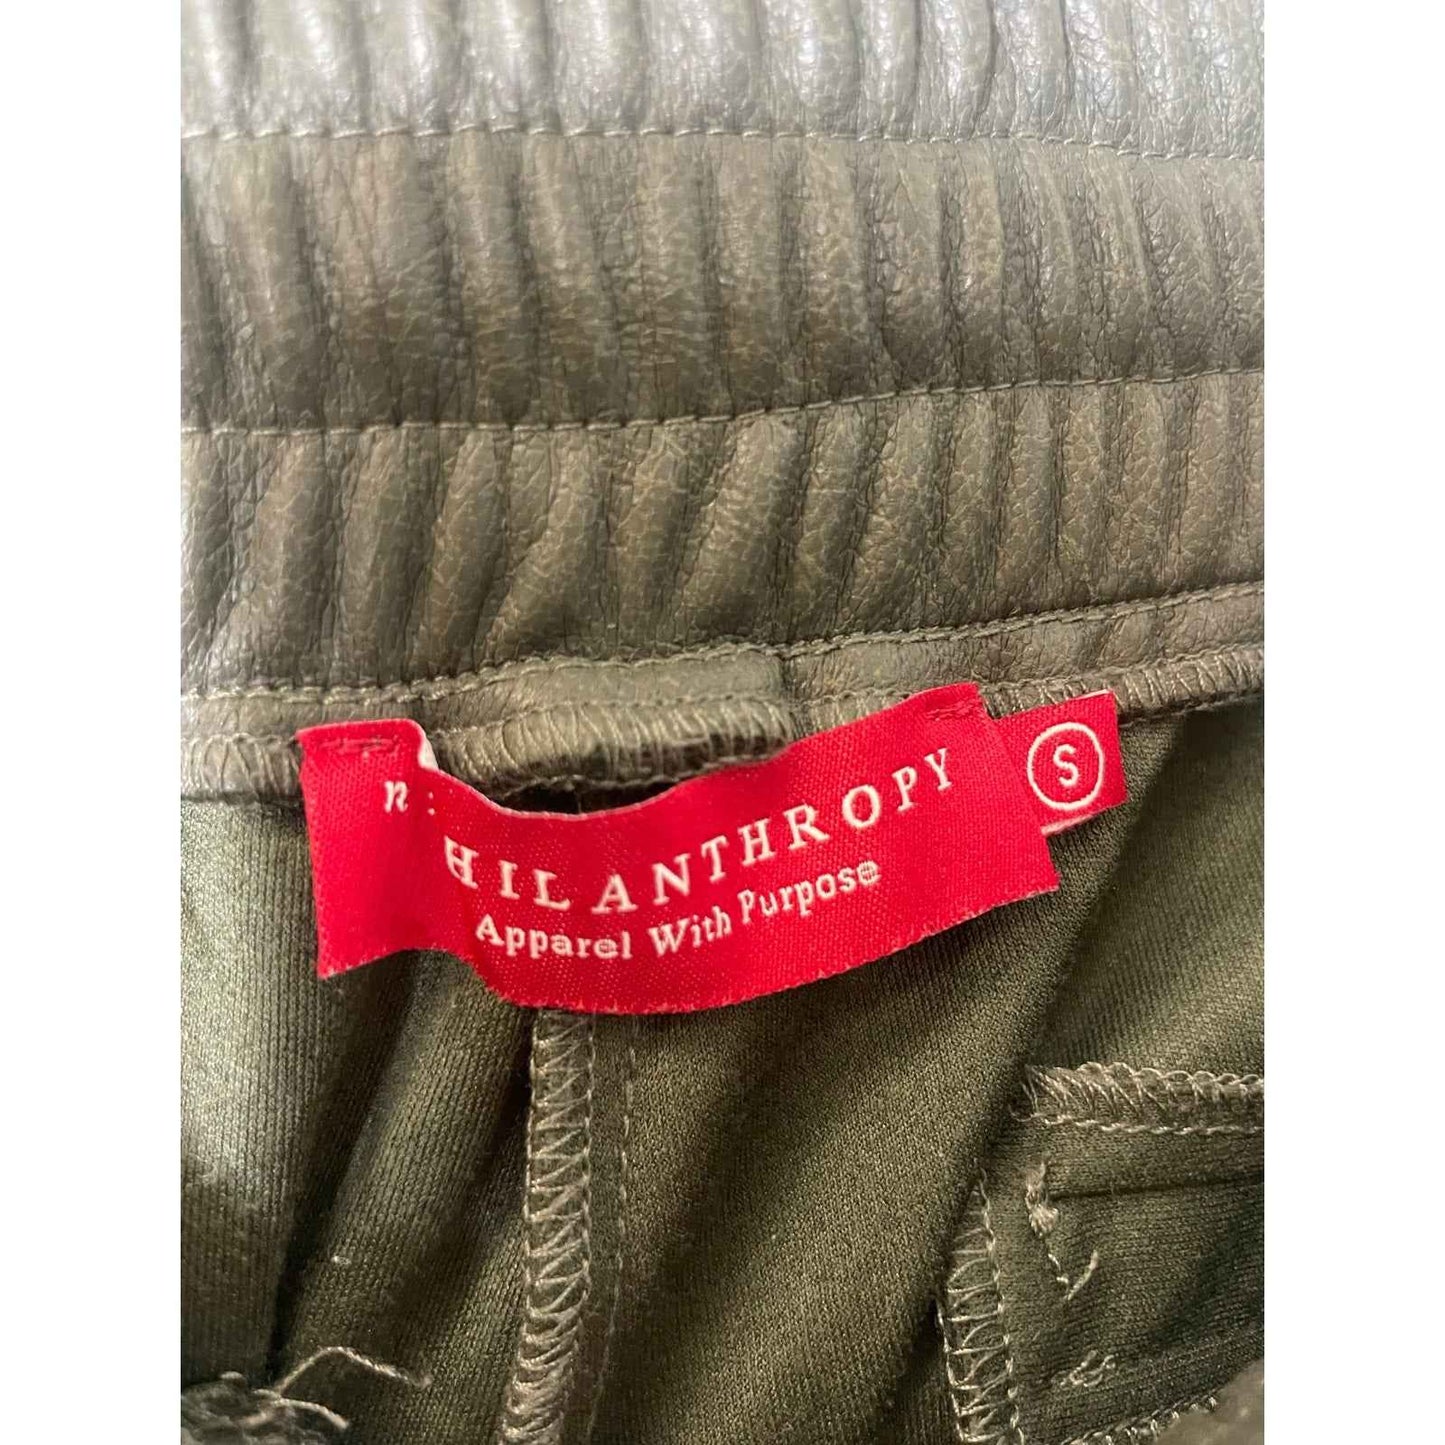 n:
HILANTHROPY
Apparel With Purpose
S